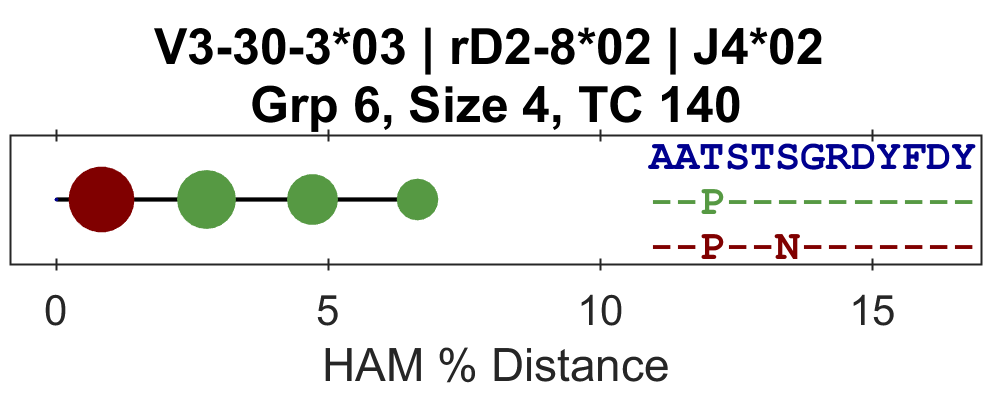 V3-30-3*03 | rD2-8*02 | J4*02
Grp 6, Size 4, TC 140
AATSTSGRDYFDY
--P----------
--P--N-------
0 5 10 15
HAM % Distance